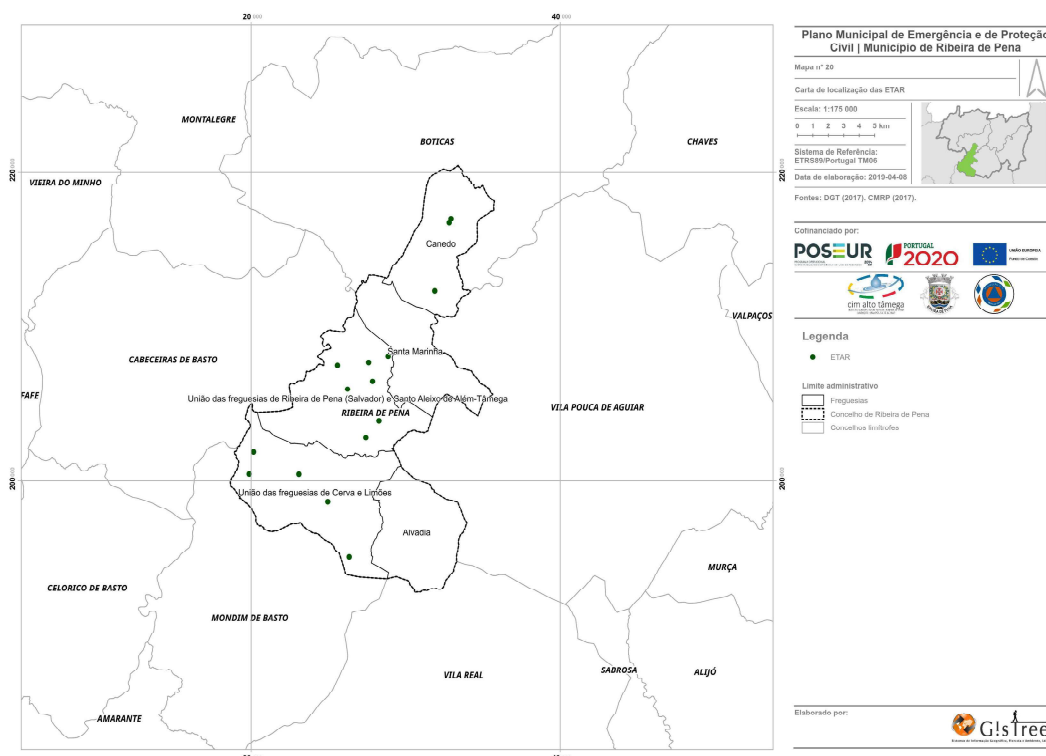 20 000
40 000
MONTALEGRE
BOTICAS
CHAVES
220 000
220 000
VIEIRA DO MINHO
Canedo
VALPAÇOS
Santa Marinha
CABECEIRAS DE BASTO
FAFE
União das freguesias de Ribeira de Pena (Salvador) e Santo Aleixo de Além-Tâmega
RIBEIRA DE PENA
VILA POUCA DE AGUIAR
200 000
200 000
União das freguesias de Cerva e Limões
Alvadia
MURÇA
CELORICO DE BASTO
MONDIM DE BASTO
VILA REAL
SABROSA
ALIJÓ
AMARANTE
Plano Municipal de Emergência e de Proteção
Civil | Município de Ribeira de Pena
Mapa nº 20
Carta de localização das ETAR
Escala: 1:175 000
0 1 2 3 4 5 km
Sistema de Referência:
ETRS89/Portugal TM06
Data de elaboração: 2019-04-08
Fontes: DGT (2017). CMRP (2017).
Cofinanciado por:
POSEUR
PORTUGAL
2020
UNIÃO EUROPEIA
Fundo de Coesão
cim alto tâmega
Legenda
ETAR
Limite administrativo
Freguesias
Concelho de Ribeira de Pena
Concelhos limítrofes
Elaborado por:
G!sTree